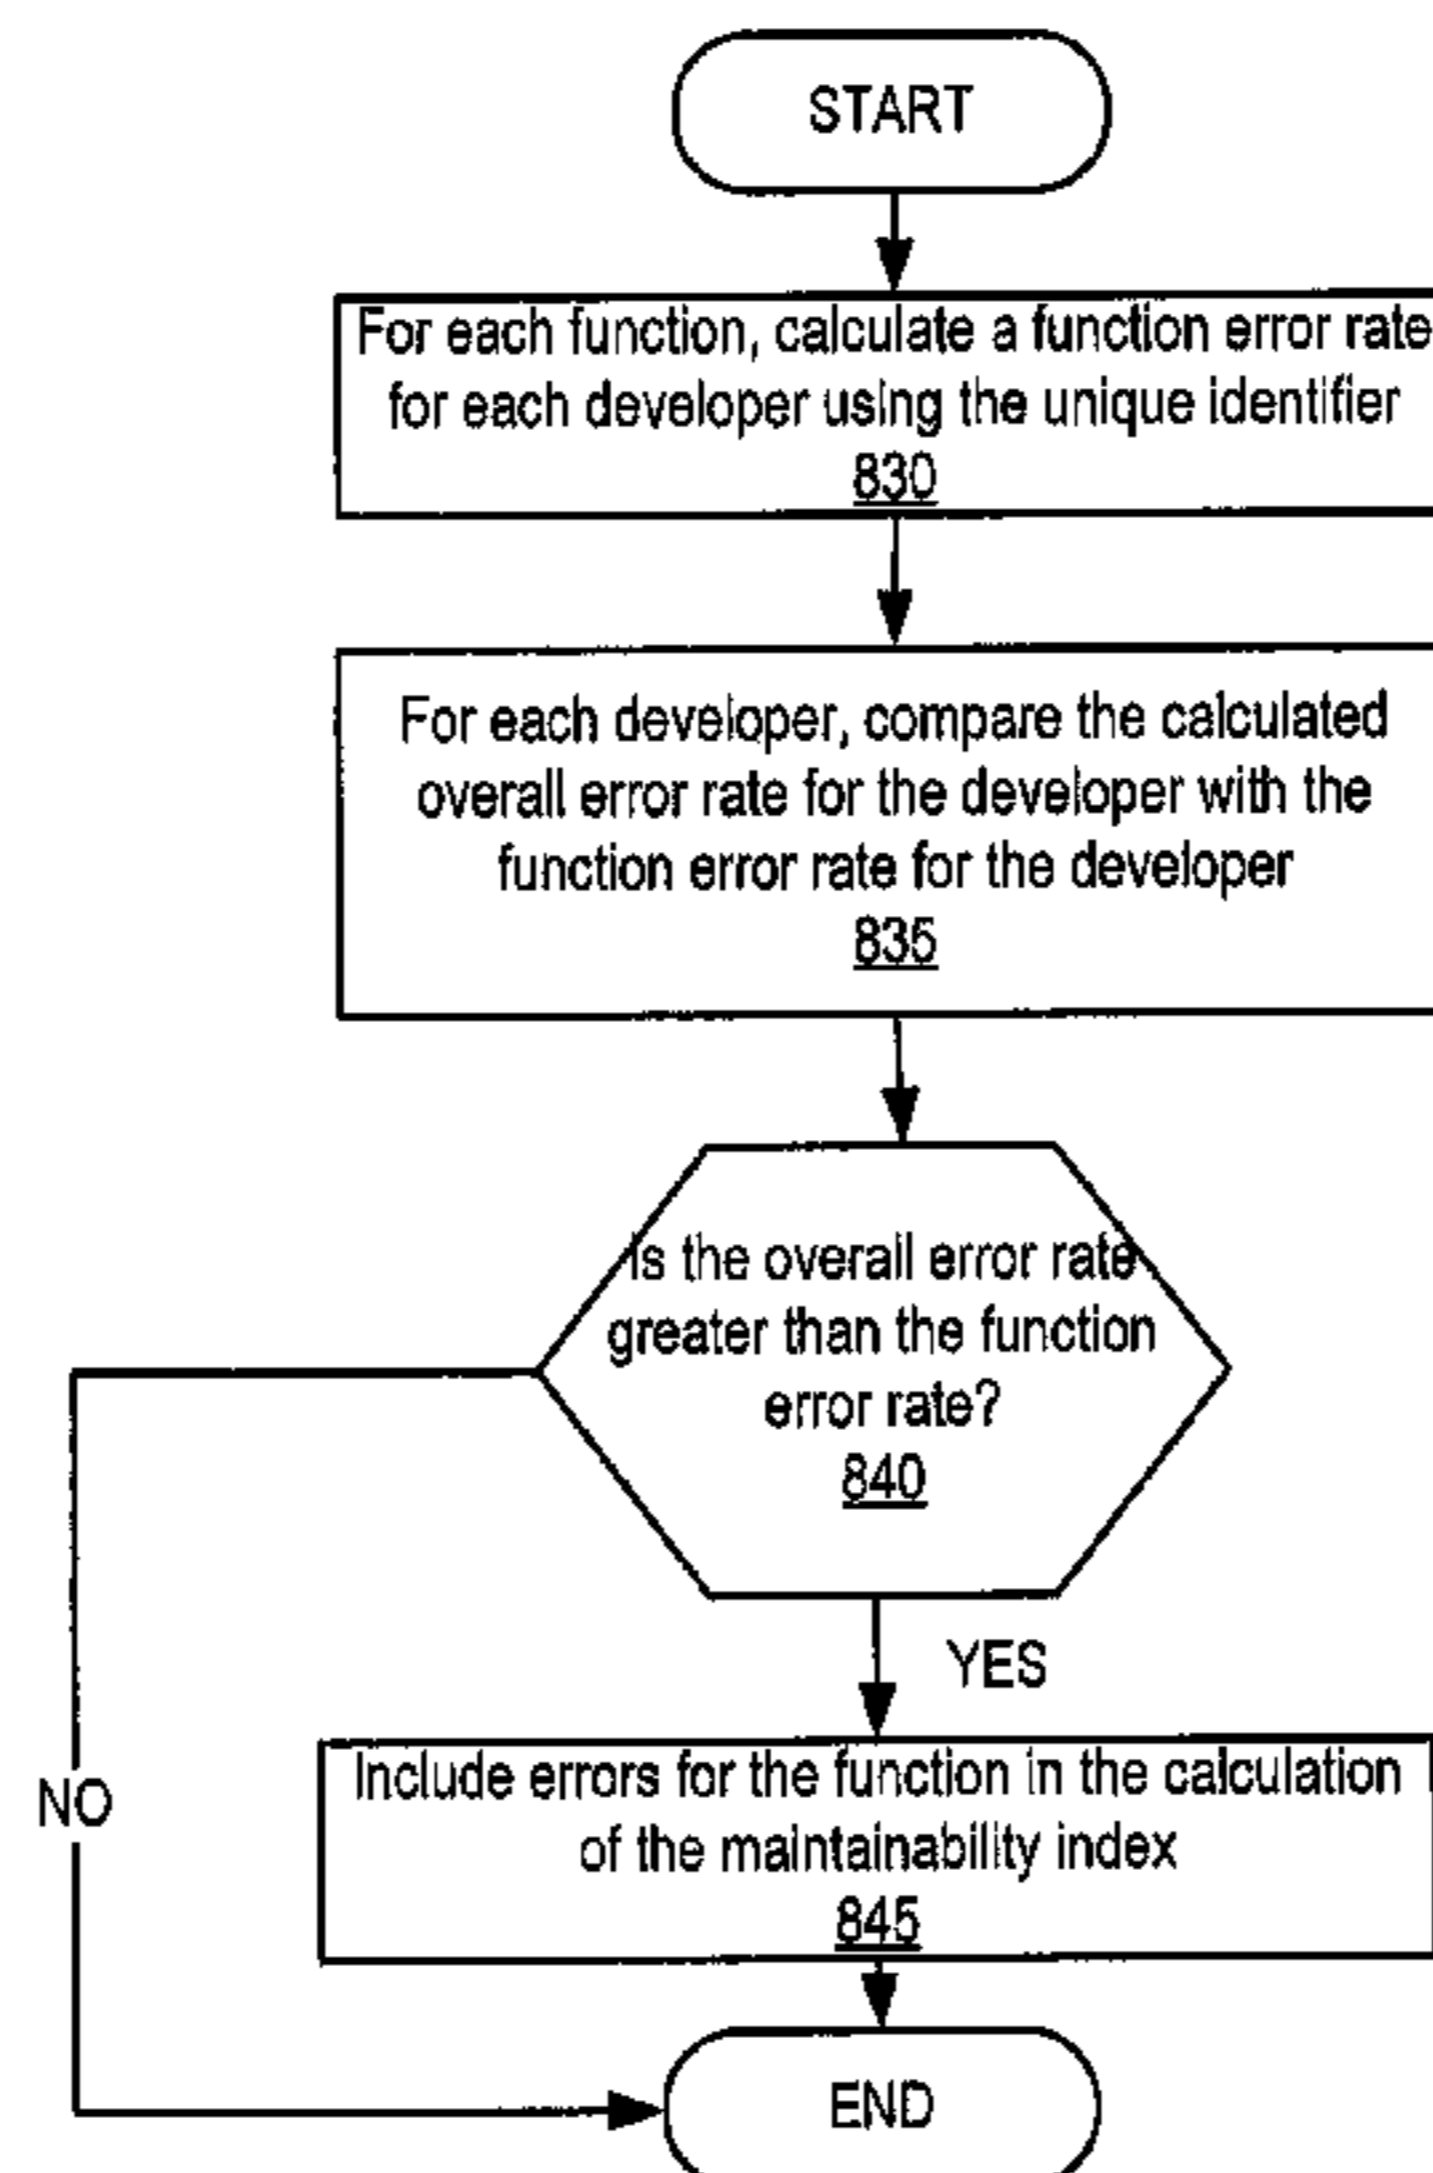 START
For each function, calculate a function error rate
for each developer using the unique identifier
830
For each developer, compare the calculated
overall error rate for the developer with the
function error rate for the developer
835
Is the overall error rate
greater than the function
error rate?
840
YES
NO
Include errors for the function in the calculation
of the maintainability index
845
END